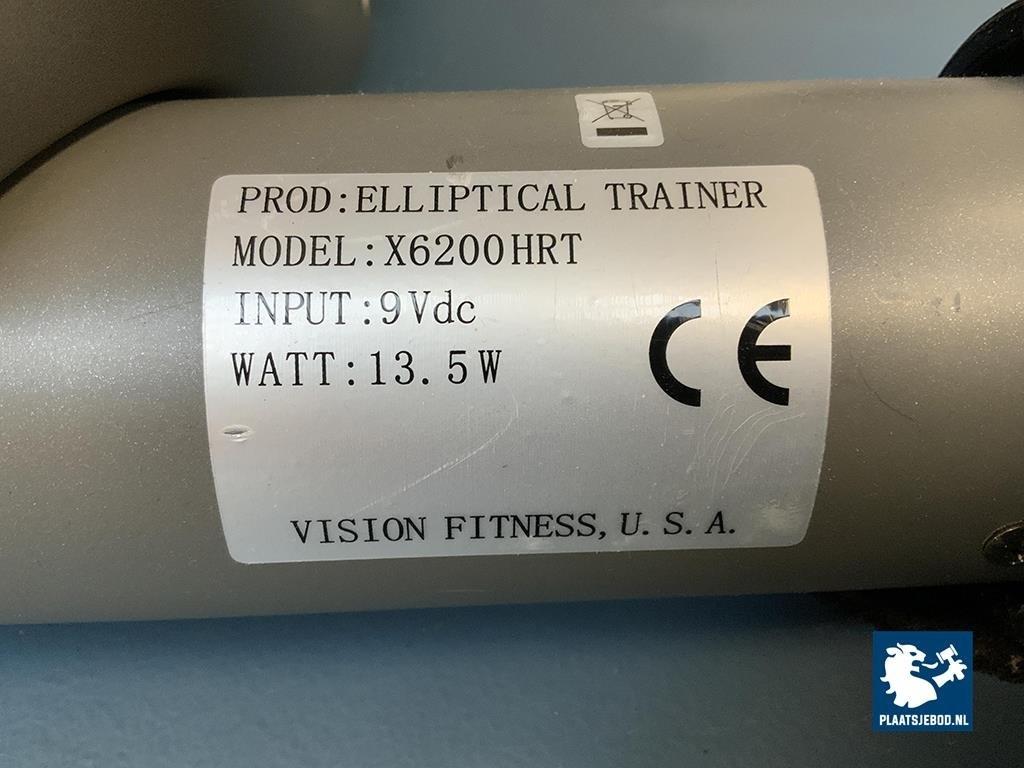 PROD:ELLIPTICAL TRAINER
MODEL:X6200HRT
INPUT:9Vdc
WATT:13.5W
CE
VISION FITNESS, U.S.A.
PLAATSJEBOD.NL